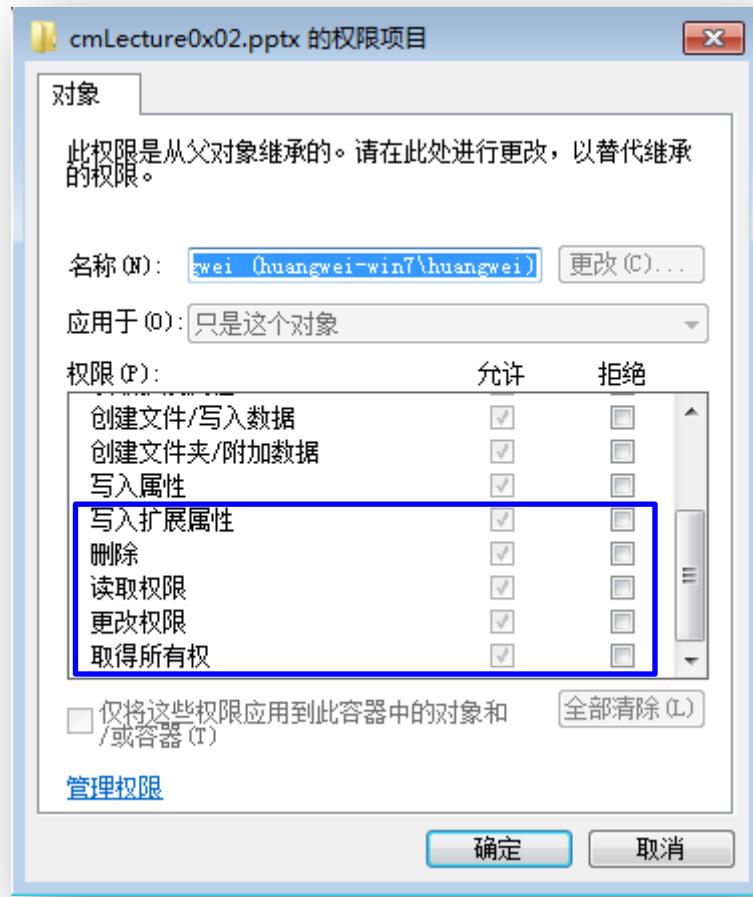 cmLecture0x02.pptx 的权限项目
对象
此权限是从父对象继承的。请在此处进行更改，以替代继承
的权限。
名称(N): gwei (huangwei-win7\huangwei) 更改(C)...
应用于(O): 只是这个对象
权限(P): 允许 拒绝
创建文件/写入数据
创建文件夹/附加数据
写入属性
写入扩展属性
删除
读取权限
更改权限
取得所有权
仅将这些权限应用到此容器中的对象和 全部清除(L)
/或容器(T)
管理权限
确定 取消